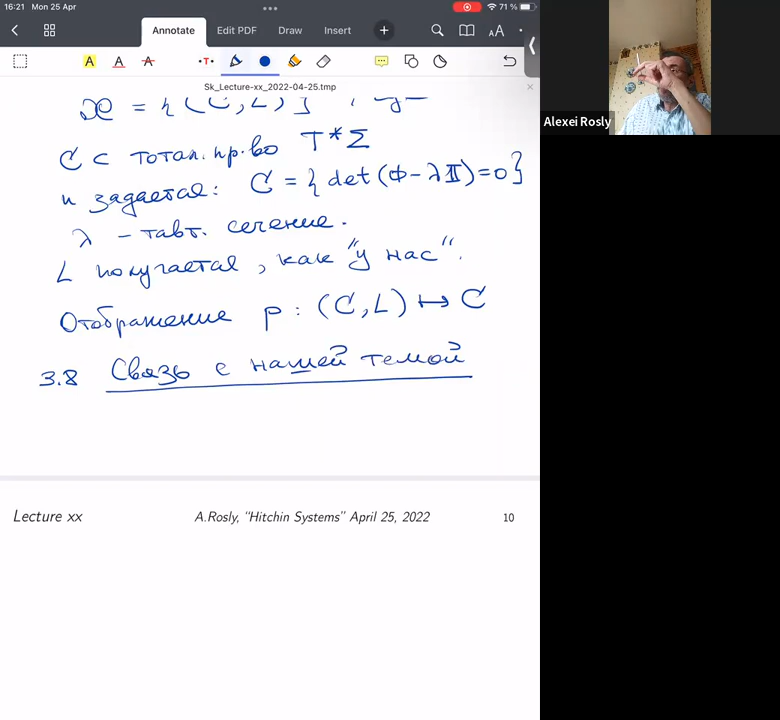 16:21 Mon 25 Apr
71 %
Annotate Edit PDF Draw Insert
Sk_Lecture-xx_2022-04-25.tmp
C ⊂ тотал. пр-во T*Σ
и задаётся: C = { det(Φ-λ𝟙)=0}
λ - тавт. сечение.
L получается, как "у нас".
Отображение p : (C,L) ↦ C
3.8 Связь с нашей темой
Lecture xx A.Rosly, “Hitchin Systems” April 25, 2022 10
Alexei Rosly